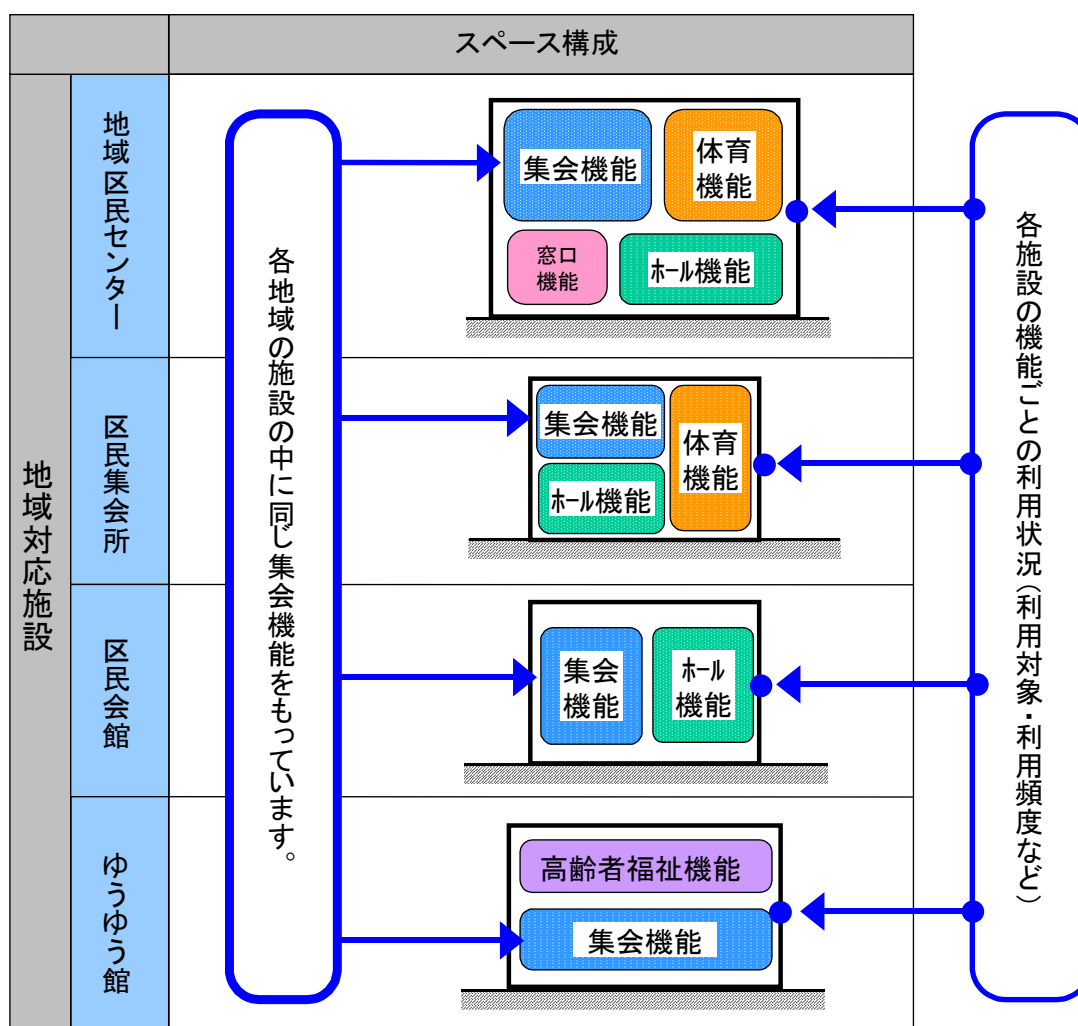 スペース構成
地域対応施設
地域区民センター
区民集会所
区民会館
ゆうゆう館
各地域の施設の中に同じ集会機能をもっています。
集会機能
体育
機能
窓口
機能
ホール機能
集会機能
ホール機能
体育
機能
集会
機能
ホール
機能
高齢者福祉機能
集会機能
各施設の機能ごとの利用状況(利用対象・利用頻度など)